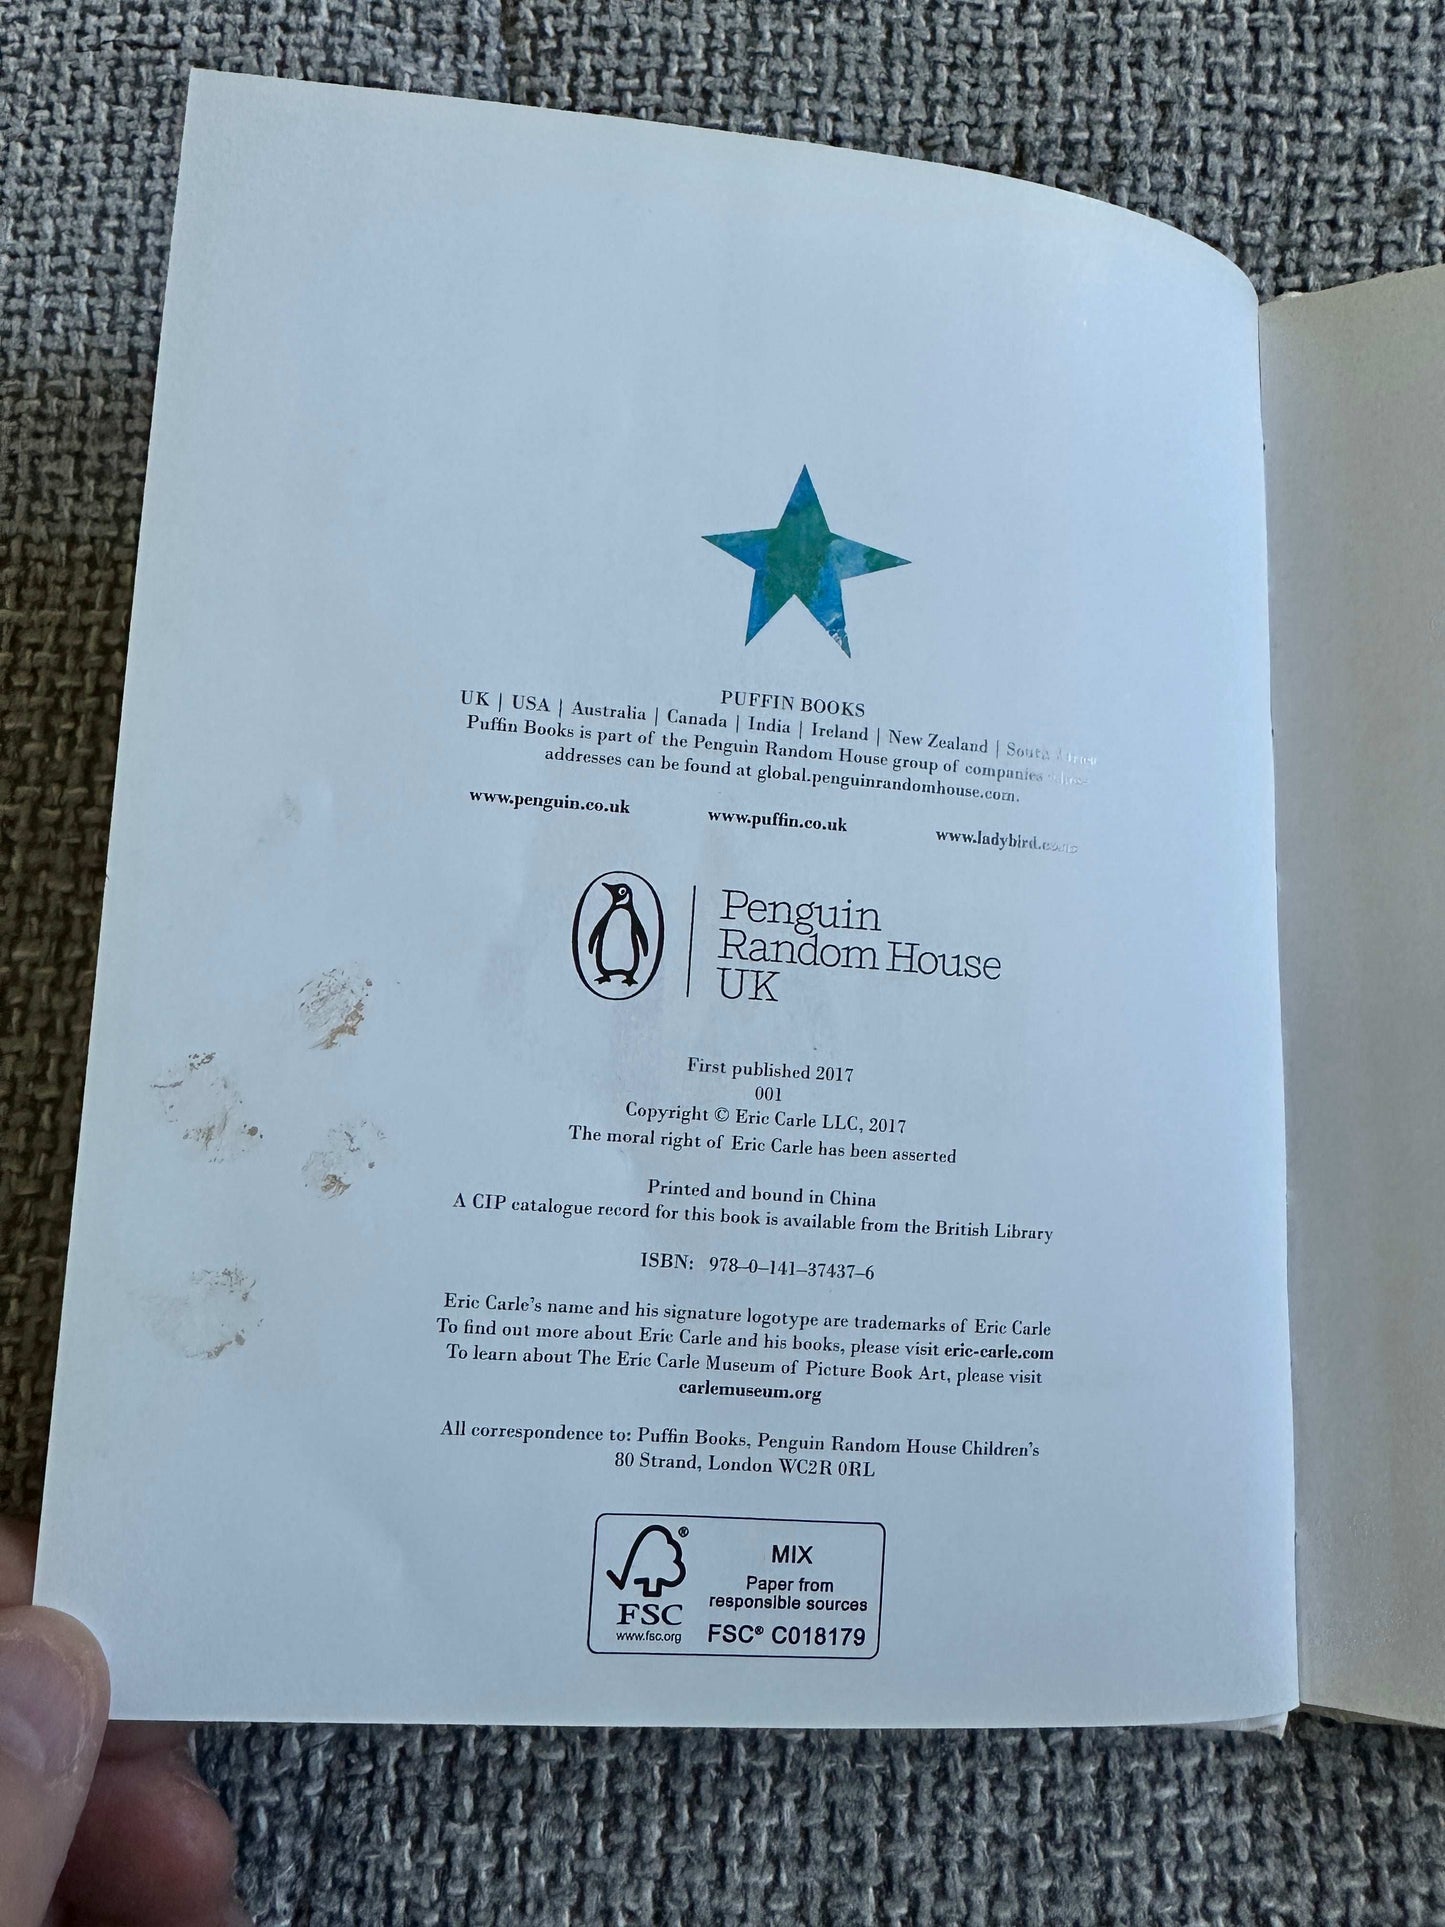 PUFFIN BOOKS
UK | USA | Australia | Canada | India | Ireland | New Zealand | South
Puffin Books is part of the Penguin Random House group of companies
addresses can be found at global.penguinrandomhouse.com.
www.penguin.co.uk www.puffin.co.uk www.ladybird.co.uk
Penguin
Random House
UK
First published 2017
001
Copyright © Eric Carle LLC, 2017
The moral right of Eric Carle has been asserted
Printed and bound in China
A CIP catalogue record for this book is available from the British Library
ISBN: 978–0–141–37437–6
Eric Carle's name and his signature logotype are trademarks of Eric Carle
To find out more about Eric Carle and his books, please visit eric-carle.com
To learn about The Eric Carle Museum of Picture Book Art, please visit
carlemuseum.org
All correspondence to: Puffin Books, Penguin Random House Children's
80 Strand, London WC2R 0RL
®
FSC
www.fsc.org
MIX
Paper from
responsible sources
FSC® C018179